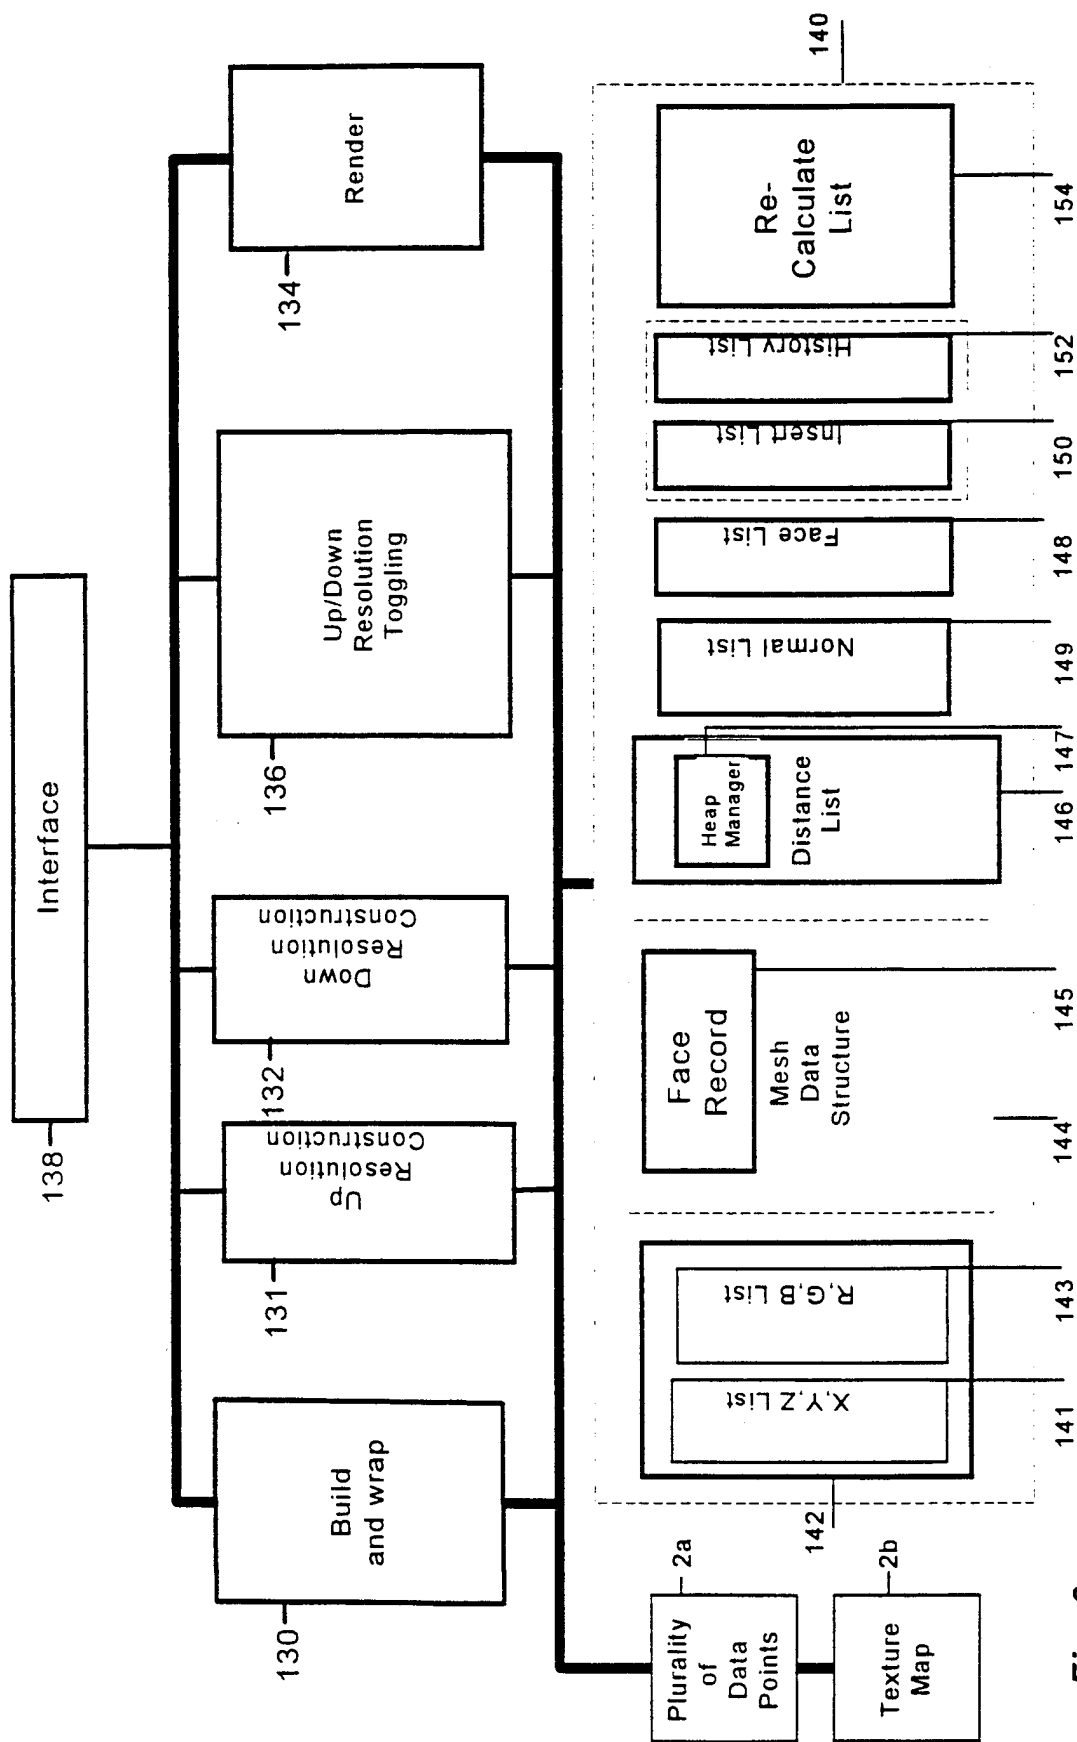 Interface
138
Build
and wrap
130
Up
Resolution
Construction
131
Down
Resolution
Construction
132
Up/Down
Resolution
Toggling
136
Render
134
Plurality
of
Data
Points
2a
Texture
Map
2b
X,Y,Z List
R,G,B List
142
141
143
Face
Record
Mesh
Data
Structure
144
145
Heap
Manager
Distance
List
146
147
Normal List
149
Face List
148
Insert List
150
History List
152
Re-
Calculate
List
154
140